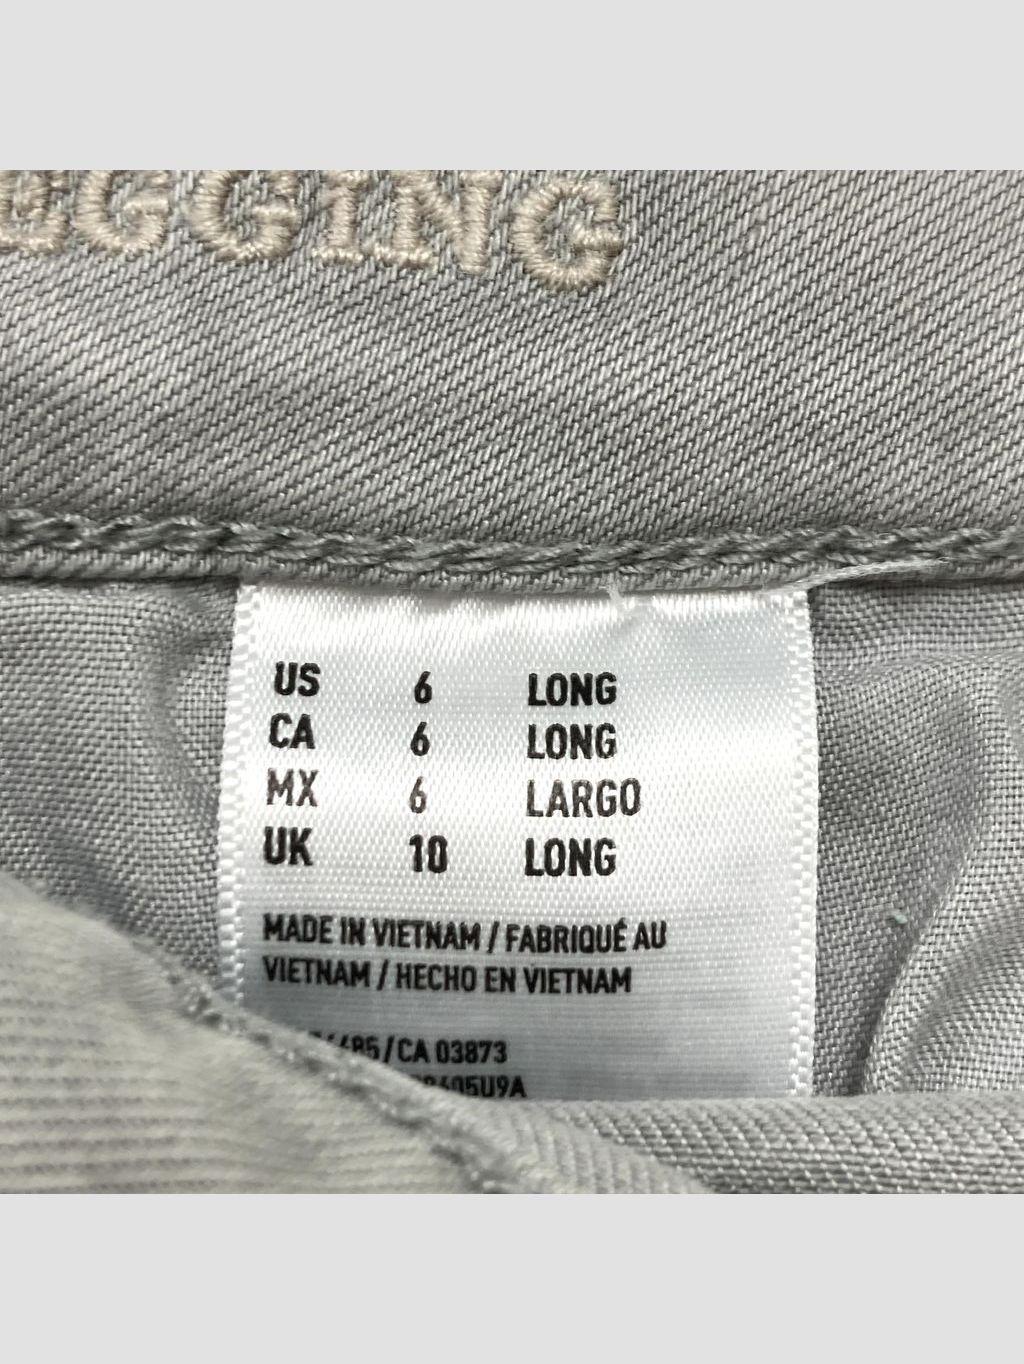 EGGING
US 6 LONG
CA 6 LONG
MX 6 LARGO
UK 10 LONG
MADE IN VIETNAM / FABRIQUÉ AU
VIETNAM / HECHO EN VIETNAM
/CA 03873